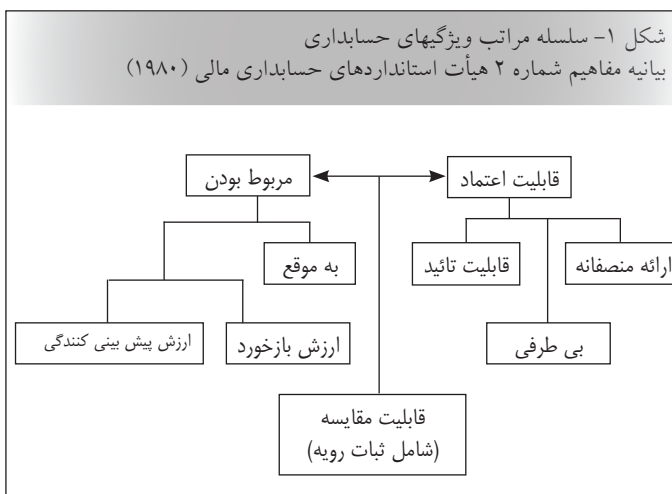 شکل ۱- سلسله مراتب ویژگیهای حسابداری
بیانیه مفاهیم شماره ۲ هیأت استانداردهای حسابداری مالی (۱۹۸۰)
قابلیت اعتماد
مربوط بودن
ارائه منصفانه
قابلیت تائید
به موقع
بی طرفی
ارزش بازخورد
ارزش پیش بینی کنندگی
قابلیت مقایسه
(شامل ثبات رویه)